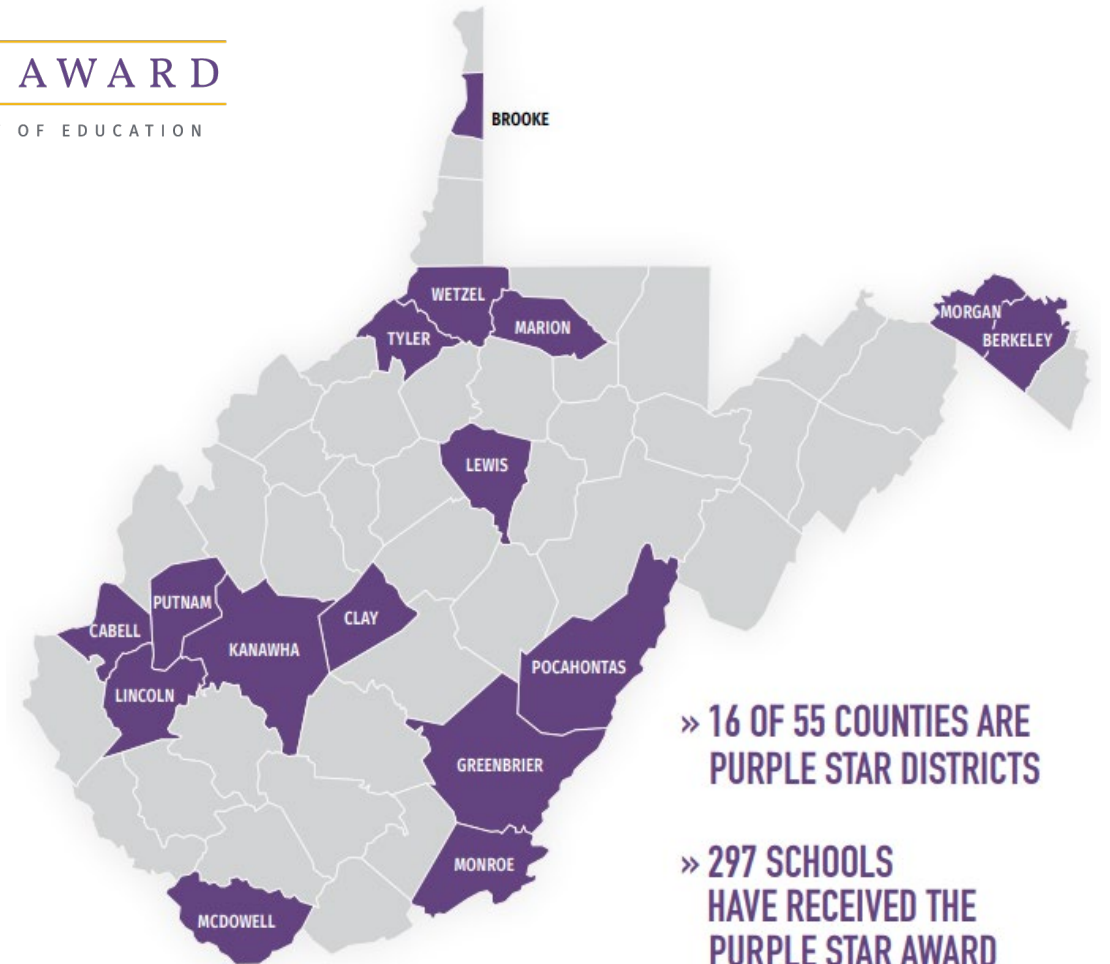 AWARD
OF EDUCATION
BROOKE
WETZEL
MORGAN
TYLER
MARION
BERKELEY
LEWIS
PUTNAM
CLAY
CABELL
KANAWHA
POCAHONTAS
LINCOLN
GREENBRIER
MONROE
MCDOWELL
» 16 OF 55 COUNTIES ARE
PURPLE STAR DISTRICTS
» 297 SCHOOLS
HAVE RECEIVED THE
PURPLE STAR AWARD